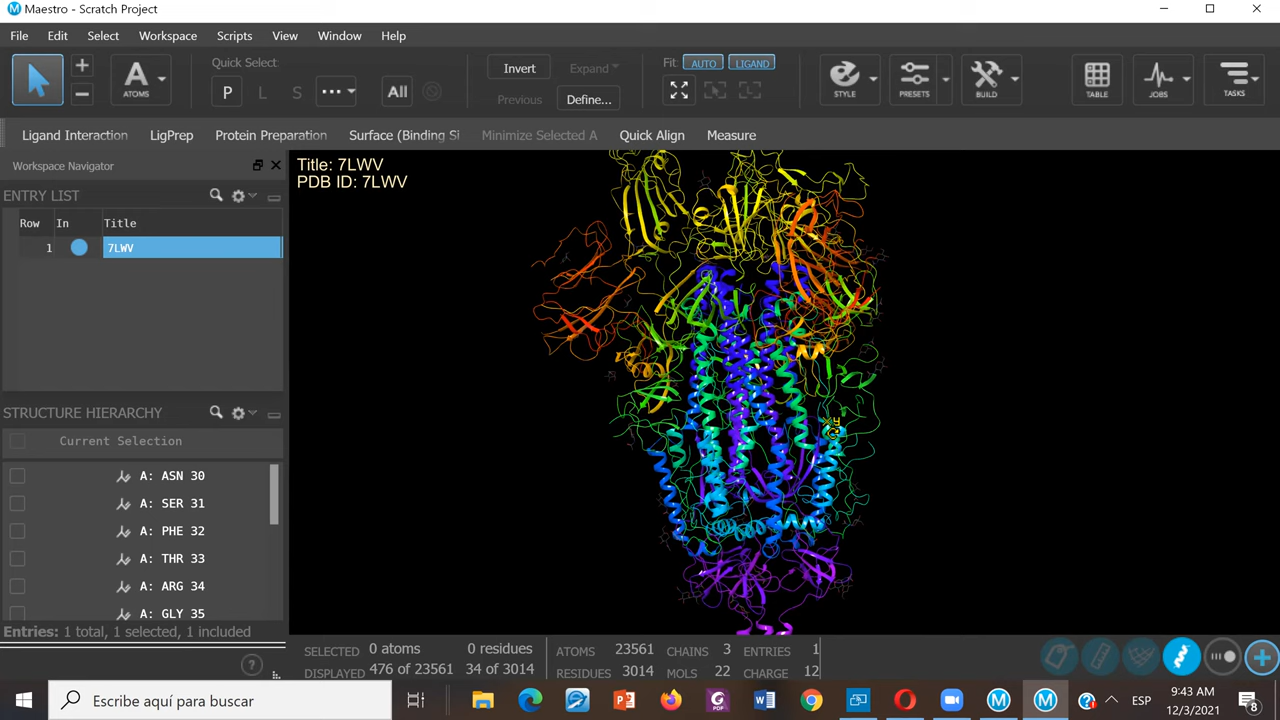 Maestro - Scratch Project
File Edit Select Workspace Scripts View Window Help
Quick Select
Invert
Expand
Fit: AUTO LIGAND
ATOMS
P L S ... All
Previous
Define...
STYLE
PRESETS
BUILD
TABLE
JOBS
TASKS
Ligand Interaction LigPrep Protein Preparation Surface (Binding Si Minimize Selected A Quick Align Measure
Workspace Navigator
ENTRY LIST
Row In Title
1 7LWV
STRUCTURE HIERARCHY
Current Selection
A: ASN 30
A: SER 31
A: PHE 32
A: THR 33
A: ARG 34
A: GLY 35
Entries: 1 total, 1 selected, 1 included
Title: 7LWV
PDB ID: 7LWV
SELECTED 0 atoms 0 residues ATOMS 23561 CHAINS 3 ENTRIES 1
DISPLAYED 476 of 23561 34 of 3014 RESIDUES 3014 MOLS 22 CHARGE 12
Escribe aquí para buscar
ESP
9:43 AM
12/3/2021
8